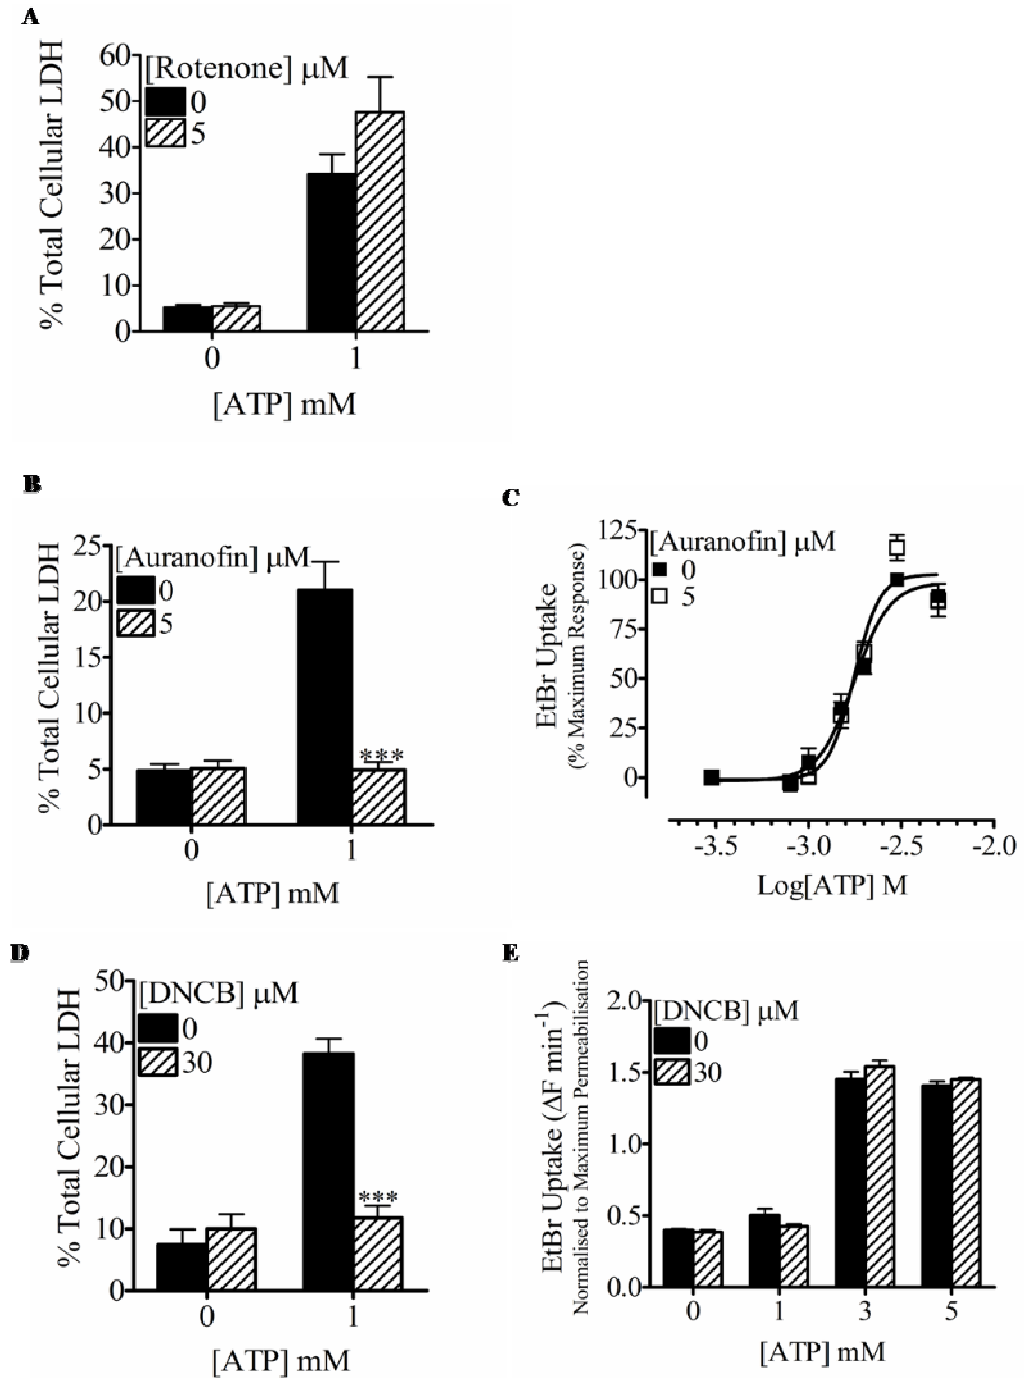 A
[Rotenone] μM
0
5
60
50
40
30
20
10
0
% Total Cellular LDH
0 1
[ATP] mM
B
[Auranofin] μM
0
5
25
20
15
10
5
0
% Total Cellular LDH
***
0 1
[ATP] mM
C
[Auranofin] μM
0
5
125
100
75
50
25
0
EtBr Uptake
(% Maximum Response)
-3.5 -3.0 -2.5 -2.0
Log[ATP] M
D
[DNCB] μM
0
30
50
40
30
20
10
0
% Total Cellular LDH
***
0 1
[ATP] mM
E
[DNCB] μM
0
30
2.0
1.5
1.0
0.5
0.0
EtBr Uptake (ΔF min⁻¹)
Normalised to Maximum Permeabilisation
0 1 3 5
[ATP] mM